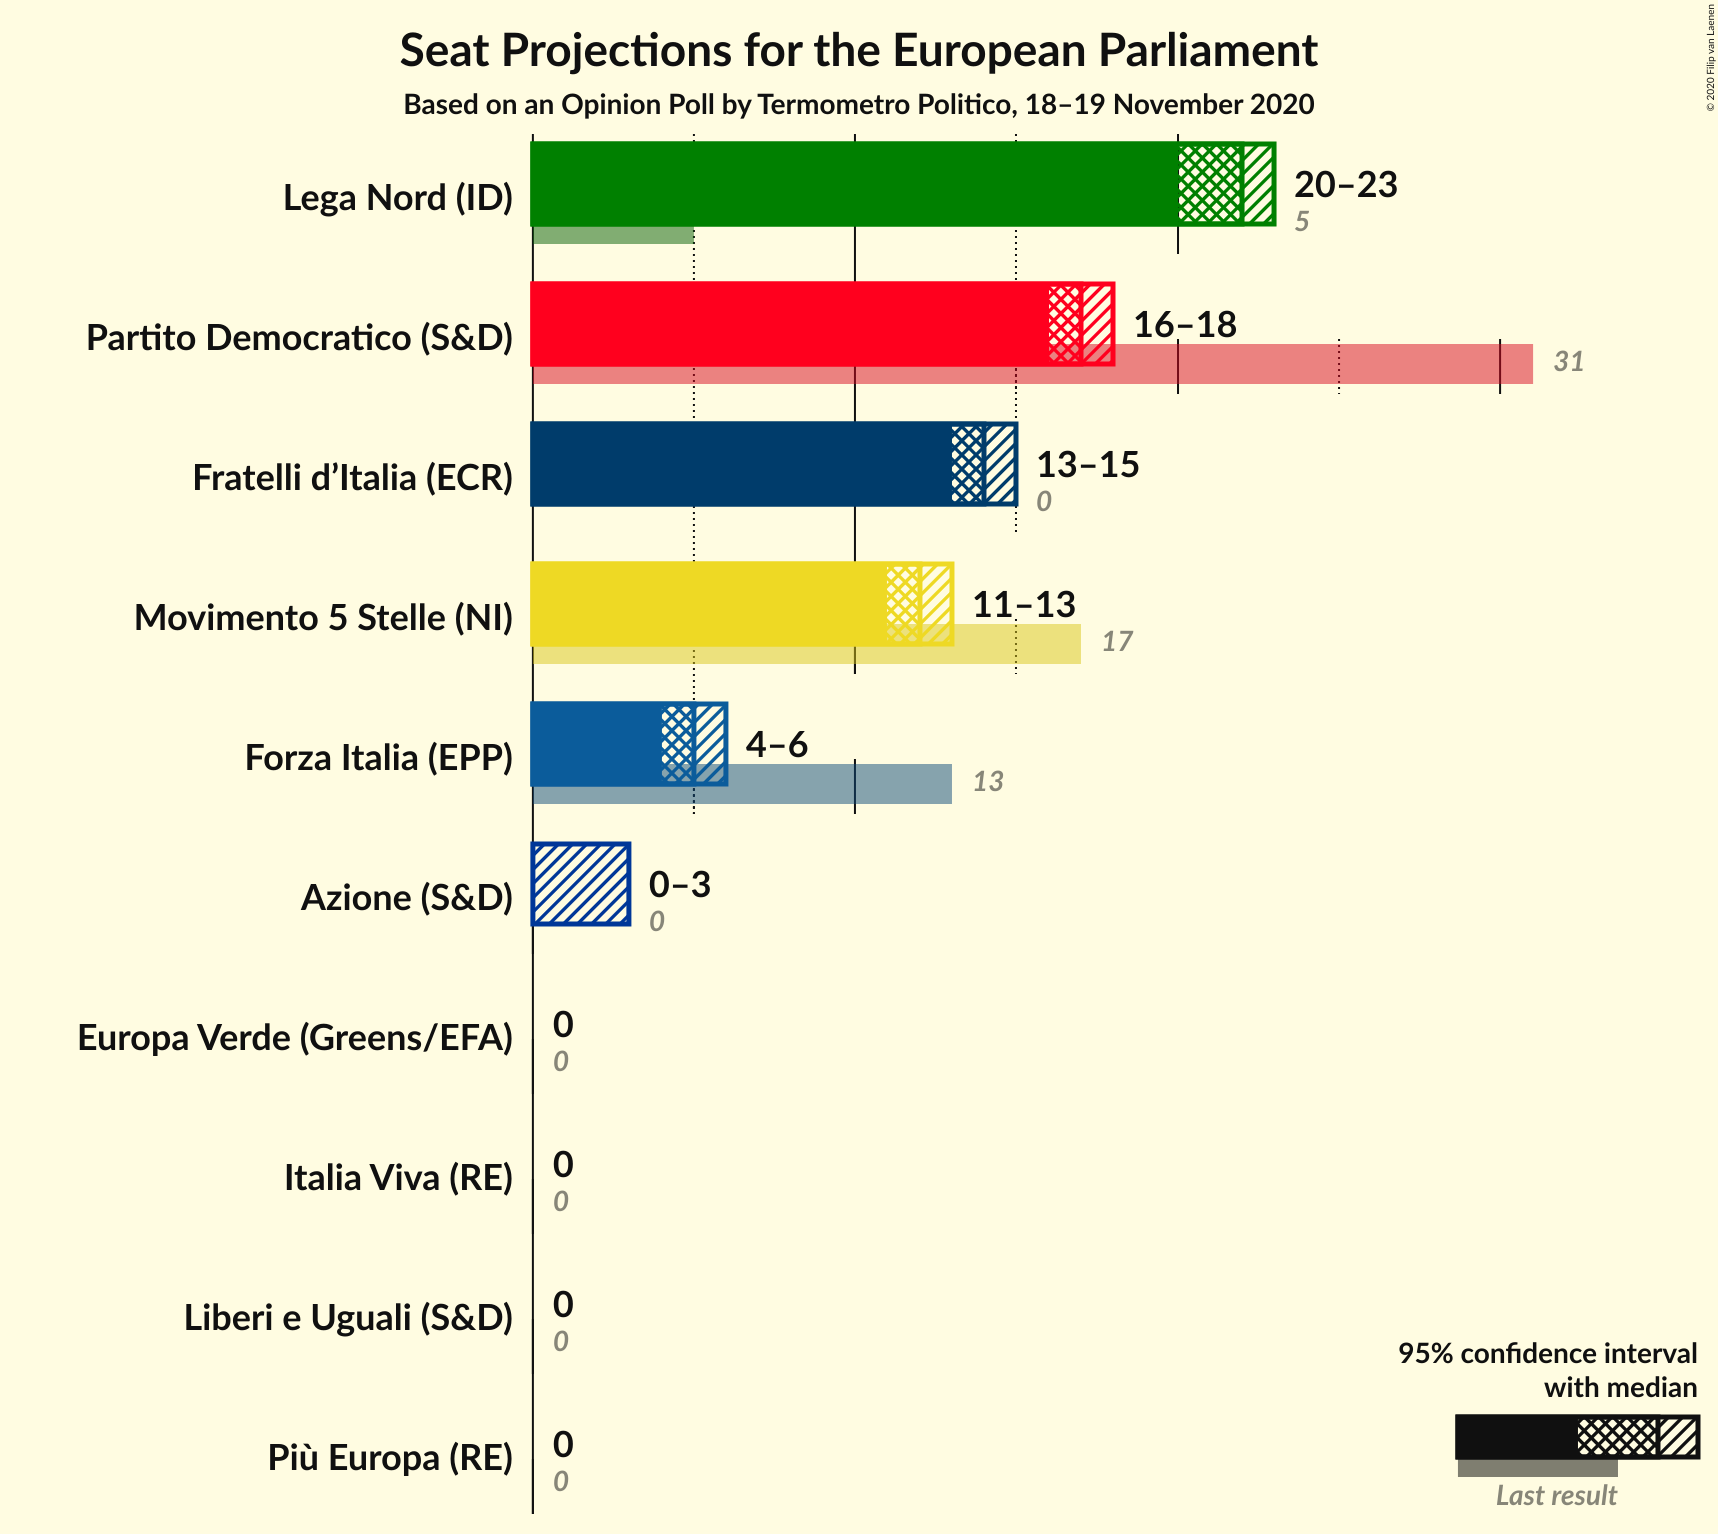 Seat Projections for the European Parliament
Based on an Opinion Poll by Termometro Politico, 18–19 November 2020
© 2020 Filip van Laenen
Lega Nord (ID)
20–23
5
Partito Democratico (S&D)
16–18
31
Fratelli d’Italia (ECR)
13–15
0
Movimento 5 Stelle (NI)
11–13
17
Forza Italia (EPP)
4–6
13
Azione (S&D)
0–3
0
Europa Verde (Greens/EFA)
0
0
Italia Viva (RE)
0
0
Liberi e Uguali (S&D)
0
0
Più Europa (RE)
0
0
95% confidence interval
with median
Last result